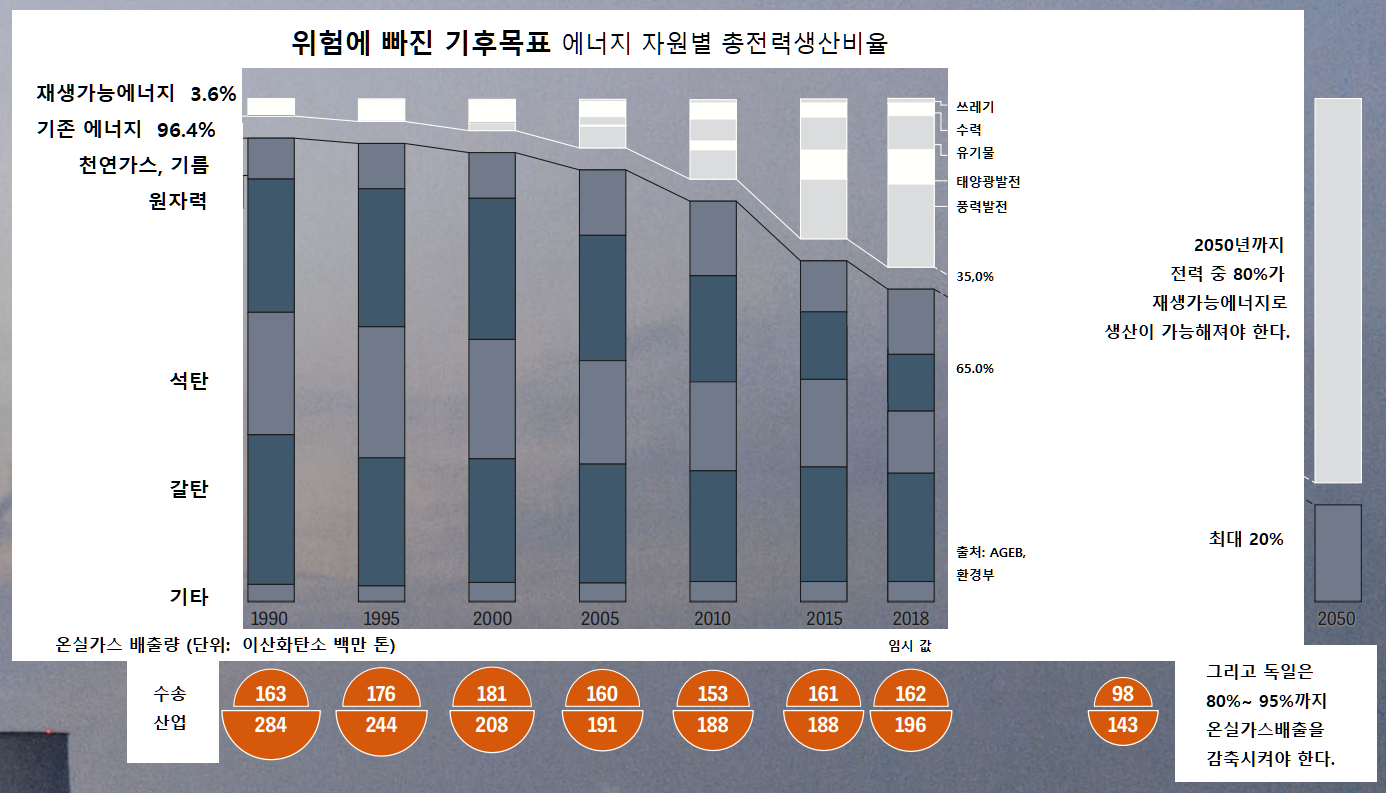 위험에 빠진 기후목표 에너지 자원별 총전력생산비율
재생가능에너지 3.6%
기존 에너지 96.4%
천연가스, 기름
원자력
석탄
갈탄
기타
쓰레기
수력
유기물
태양광발전
풍력발전
35,0%
65.0%
출처: AGEB,
환경부
2050년까지
전력 중 80%가
재생가능에너지로
생산이 가능해져야 한다.
최대 20%
1990 1995 2000 2005 2010 2015 2018 2050
임시 값
온실가스 배출량 (단위: 이산화탄소 백만 톤)
수송 163 176 181 160 153 161 162 98
산업 284 244 208 191 188 188 196 143
그리고 독일은
80%~ 95%까지
온실가스배출을
감축시켜야 한다.